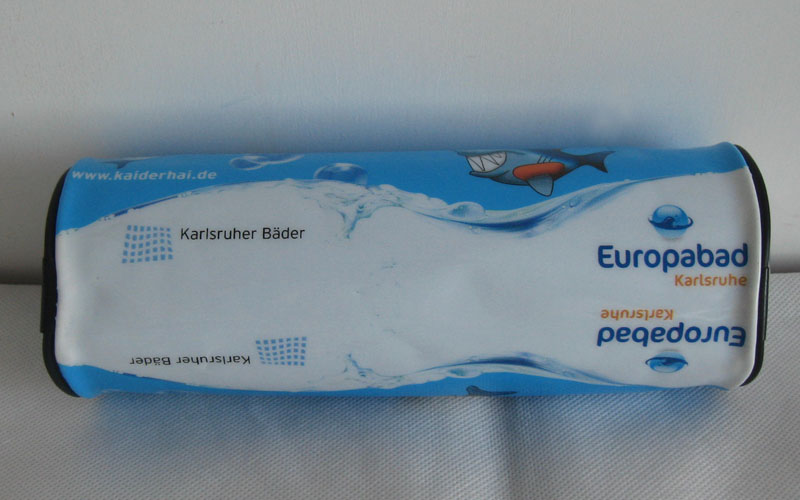 www.kaiderhai.de
Karlsruher Bäder
Europabad
Karlsruhe
Karlsruhe
Europabad
Karlsruher Bäder